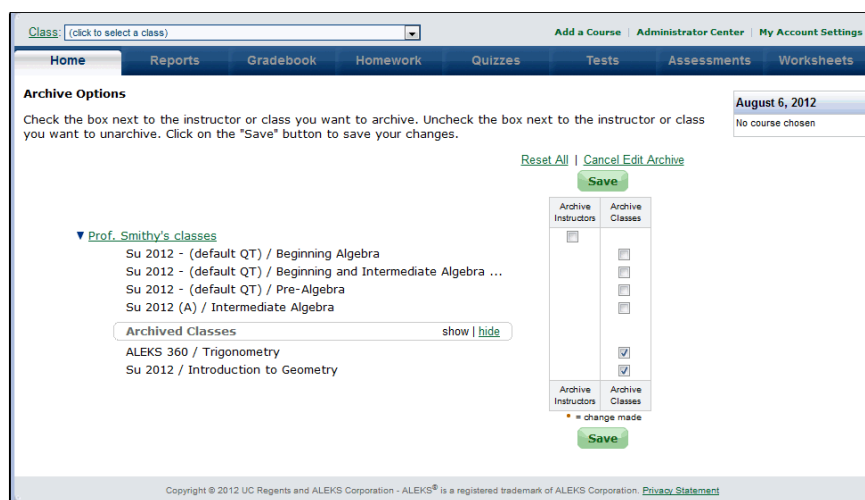 Class: (click to select a class)
Add a Course | Administrator Center | My Account Settings
Home Reports Gradebook Homework Quizzes Tests Assessments Worksheets
Archive Options
Check the box next to the instructor or class you want to archive. Uncheck the box next to the instructor or class
you want to unarchive. Click on the "Save" button to save your changes.
August 6, 2012
No course chosen
Reset All | Cancel Edit Archive
Save
Archive Instructors Archive Classes
Prof. Smithy's classes
Su 2012 - (default QT) / Beginning Algebra
Su 2012 - (default QT) / Beginning and Intermediate Algebra ...
Su 2012 - (default QT) / Pre-Algebra
Su 2012 (A) / Intermediate Algebra
Archived Classes show | hide
ALEKS 360 / Trigonometry
Su 2012 / Introduction to Geometry
Archive Instructors Archive Classes
* = change made
Save
Copyright © 2012 UC Regents and ALEKS Corporation - ALEKS® is a registered trademark of ALEKS Corporation. Privacy Statement